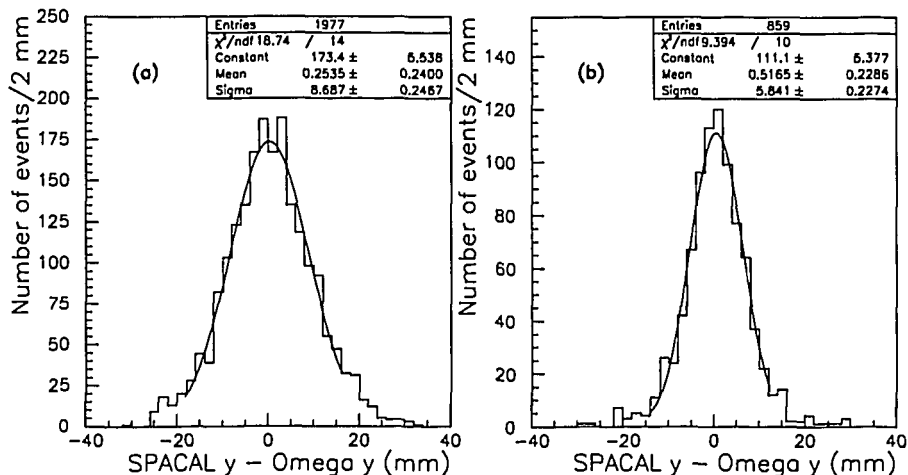 Entries 1977
χ²/ndf 18.74 / 14
Constant 173.4 ± 5.538
Mean 0.2535 ± 0.2400
Sigma 8.687 ± 0.2467
(a)
Number of events/2 mm
250
225
200
175
150
125
100
75
50
25
0
−40 −20 0 20 40
SPACAL y − Omega y (mm)
Entries 859
χ²/ndf 9.394 / 10
Constant 111.1 ± 5.377
Mean 0.5165 ± 0.2286
Sigma 5.841 ± 0.2274
(b)
Number of events/2 mm
140
120
100
80
60
40
20
0
−40 −20 0 20 40
SPACAL y − Omega y (mm)